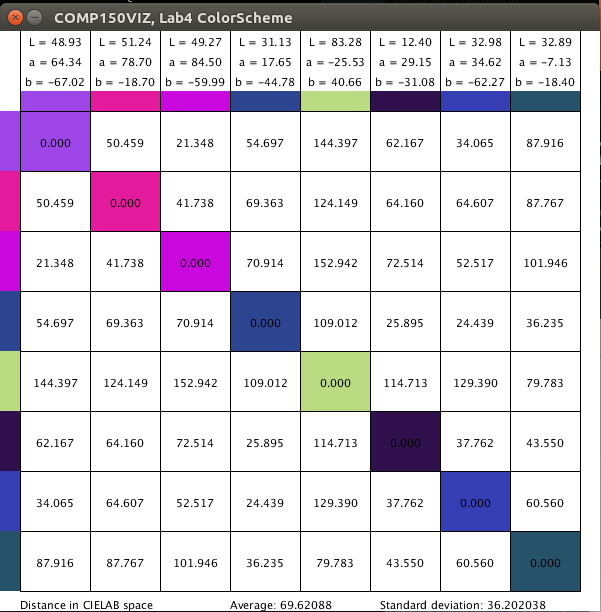 COMP150VIZ, Lab4 ColorScheme
L = 48.93 L = 51.24 L = 49.27 L = 31.13 L = 83.28 L = 12.40 L = 32.98 L = 32.89
a = 64.34 a = 78.70 a = 84.50 a = 17.65 a = −25.53 a = 29.15 a = 34.62 a = −7.13
b = −67.02 b = −18.70 b = −59.99 b = −44.78 b = 40.66 b = −31.08 b = −62.27 b = −18.40
0.000 50.459 21.348 54.697 144.397 62.167 34.065 87.916
50.459 0.000 41.738 69.363 124.149 64.160 64.607 87.767
21.348 41.738 0.000 70.914 152.942 72.514 52.517 101.946
54.697 69.363 70.914 0.000 109.012 25.895 24.439 36.235
144.397 124.149 152.942 109.012 0.000 114.713 129.390 79.783
62.167 64.160 72.514 25.895 114.713 0.000 37.762 43.550
34.065 64.607 52.517 24.439 129.390 37.762 0.000 60.560
87.916 87.767 101.946 36.235 79.783 43.550 60.560 0.000
Distance in CIELAB space Average: 69.62088 Standard deviation: 36.202038